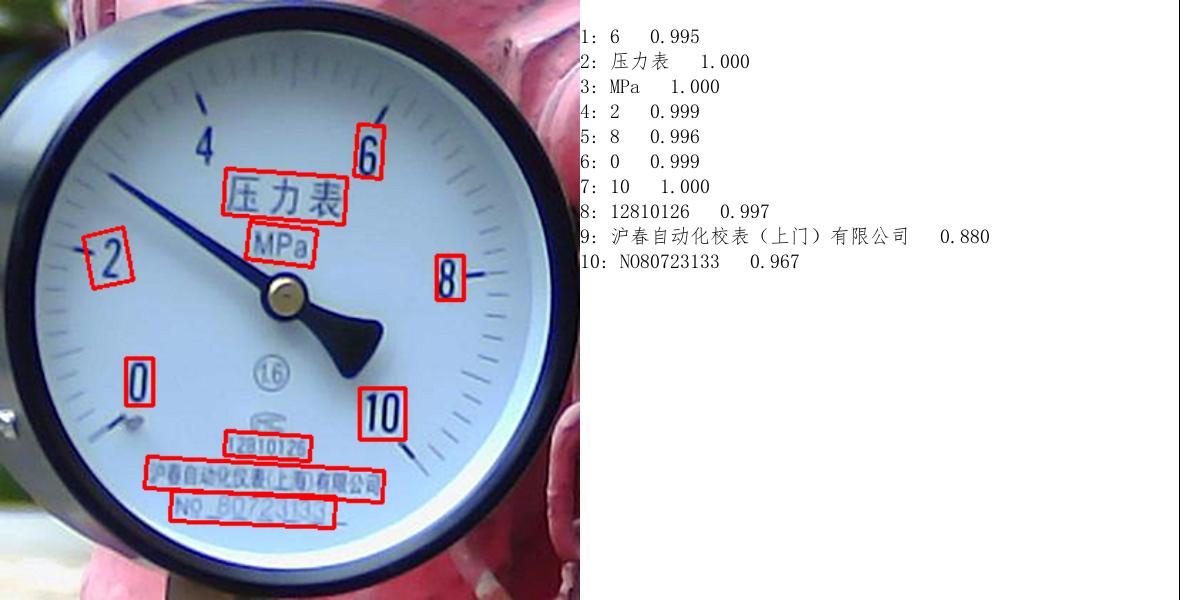 4
6
压力表
MPa
2
8
0
1.6
10
12810126
沪春自动化仪表(上海)有限公司
No 80723133
1: 6 0.995
2: 压力表 1.000
3: MPa 1.000
4: 2 0.999
5: 8 0.996
6: 0 0.999
7: 10 1.000
8: 12810126 0.997
9: 沪春自动化校表（上门）有限公司 0.880
10: NO80723133 0.967